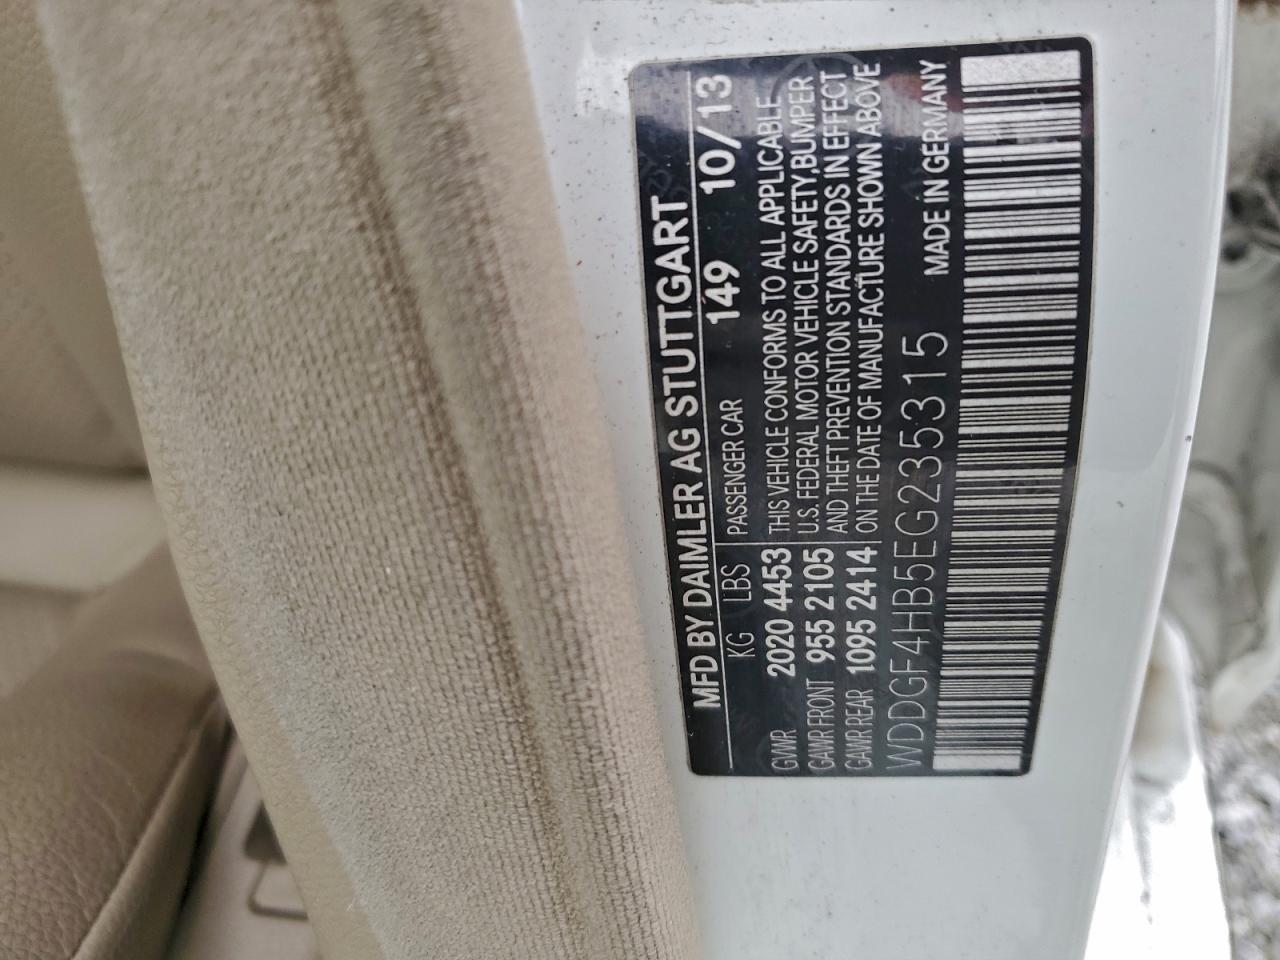 MFD BY DAIMLER AG STUTTGART
KG LBS PASSENGER CAR 149 10/13
GVWR 2020 4453 THIS VEHICLE CONFORMS TO ALL APPLICABLE
GAWR FRONT 955 2105 U.S. FEDERAL MOTOR VEHICLE SAFETY,BUMPER
AND THEFT PREVENTION STANDARDS IN EFFECT
GAWR REAR 1095 2414 ON THE DATE OF MANUFACTURE SHOWN ABOVE
WDDGF4HB5EG235315 MADE IN GERMANY